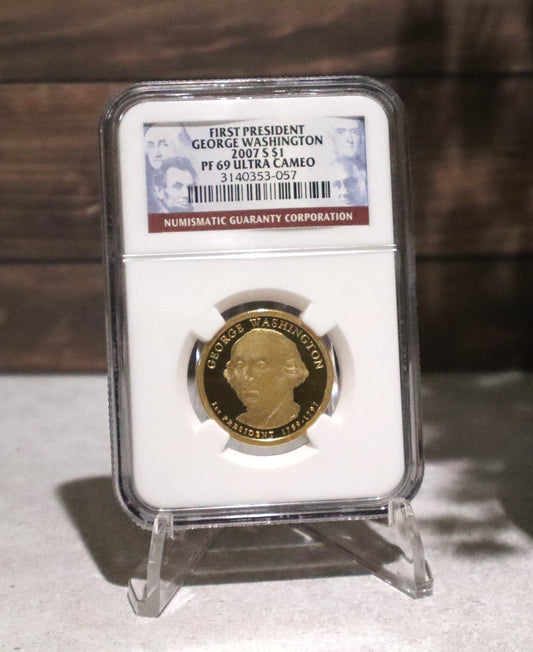 FIRST PRESIDENT
GEORGE WASHINGTON
2007 S $1
PF 69 ULTRA CAMEO
3140353-057
NUMISMATIC GUARANTY CORPORATION
GEORGE WASHINGTON
1st PRESIDENT 1789-1797